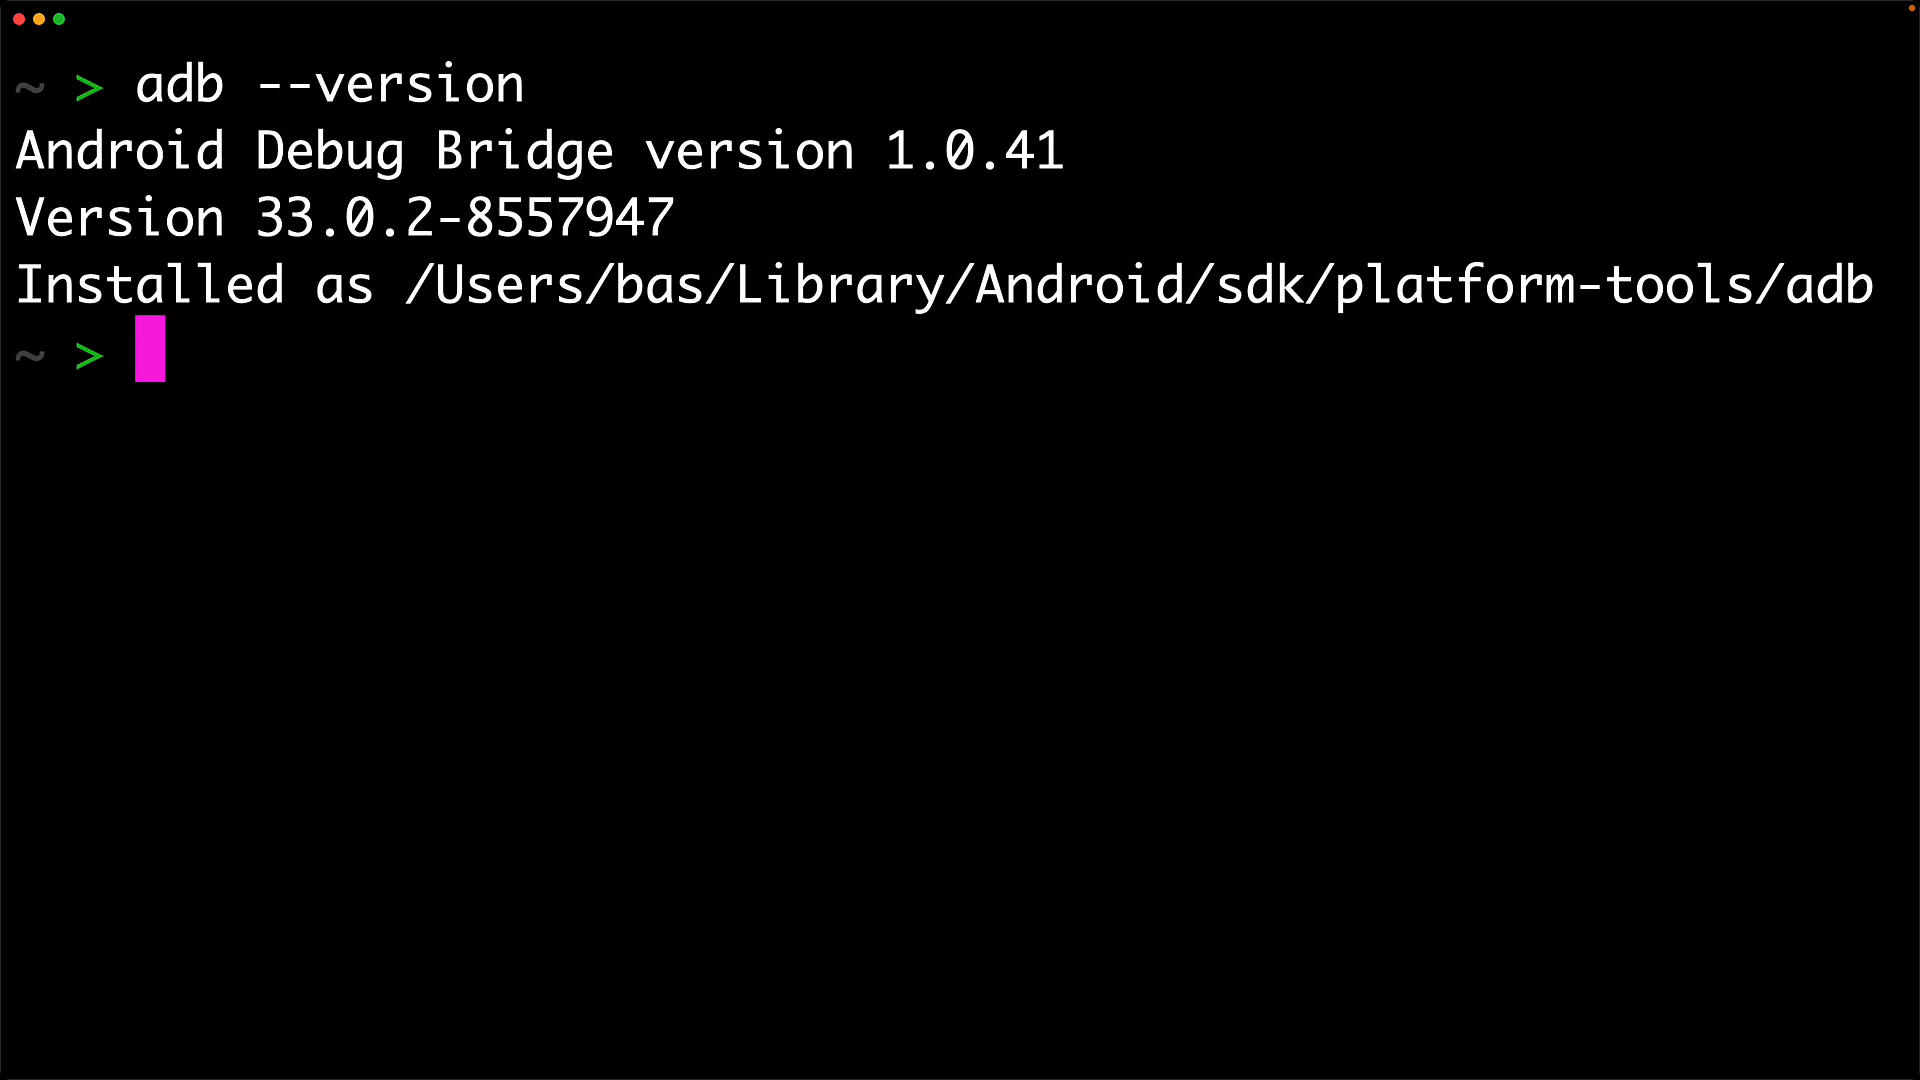 ~ > adb --version
Android Debug Bridge version 1.0.41
Version 33.0.2-8557947
Installed as /Users/bas/Library/Android/sdk/platform-tools/adb
~ >